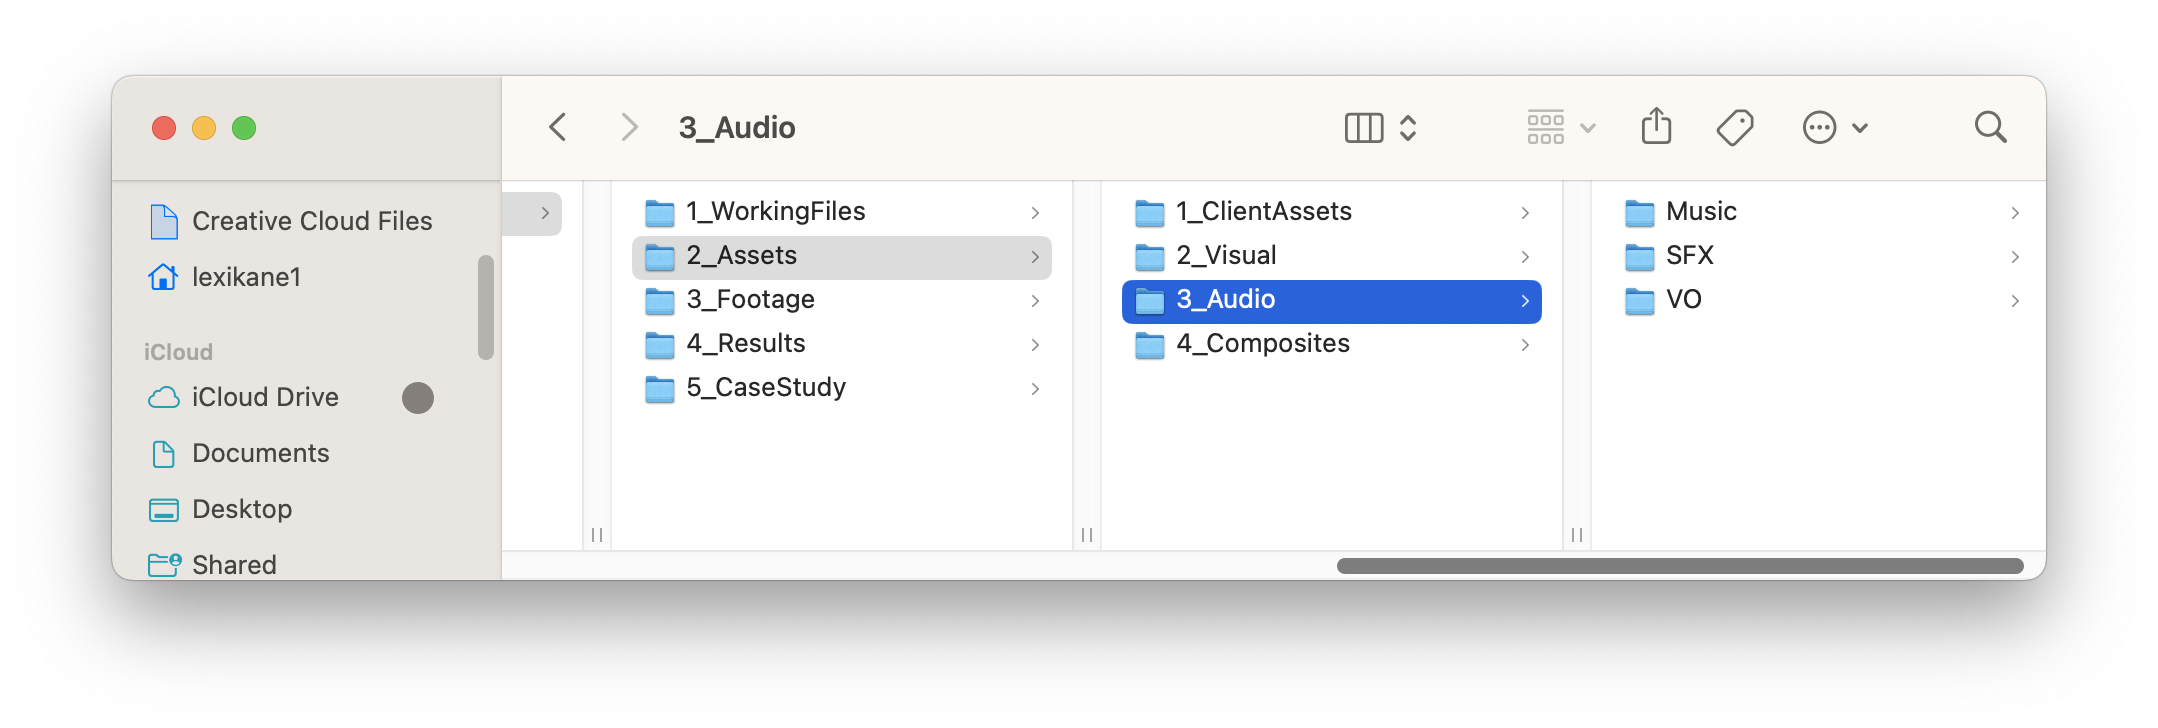 3_Audio
Creative Cloud Files
lexikane1
iCloud
iCloud Drive
Documents
Desktop
Shared
1_WorkingFiles
2_Assets
3_Footage
4_Results
5_CaseStudy
1_ClientAssets
2_Visual
3_Audio
4_Composites
Music
SFX
VO